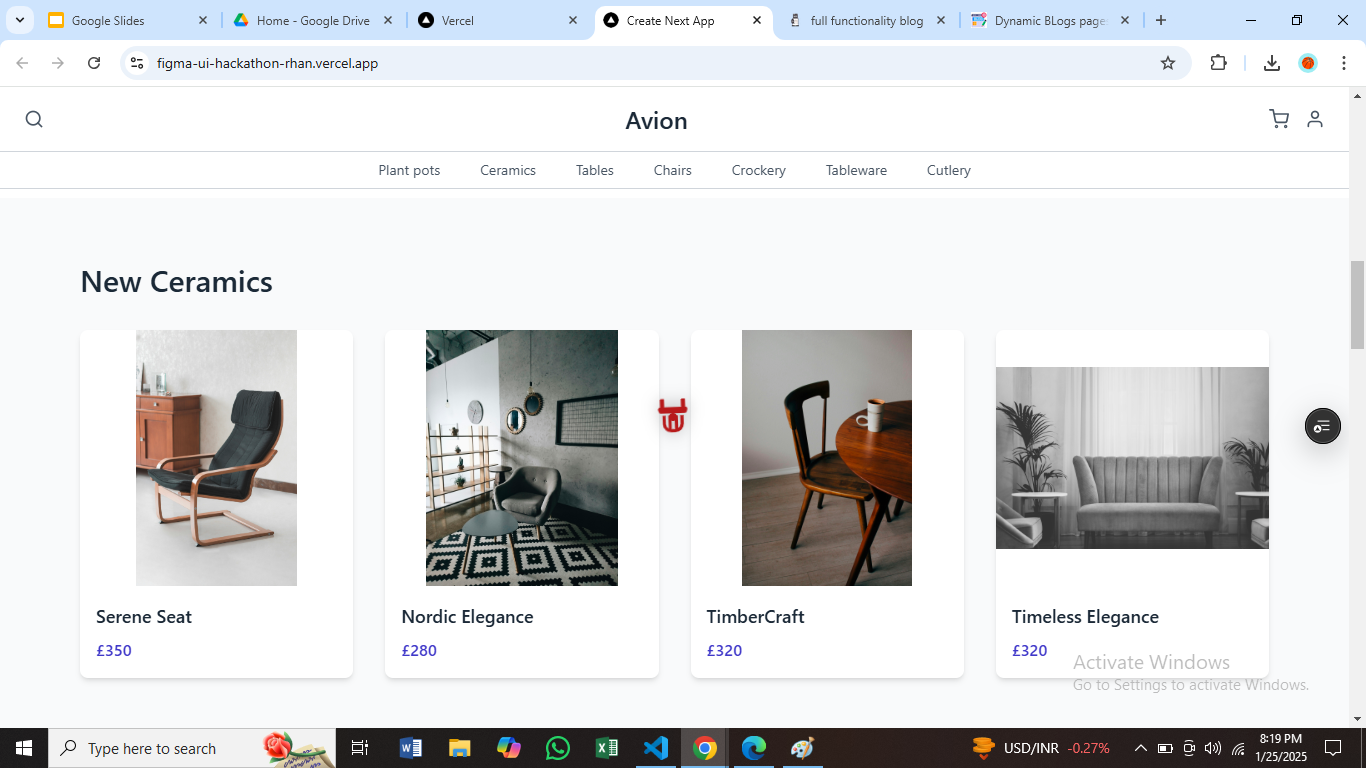 Google Slides
Home - Google Drive
Vercel
Create Next App
full functionality blog
Dynamic BLogs page
figma-ui-hackathon-rhan.vercel.app
Avion
Plant pots Ceramics Tables Chairs Crockery Tableware Cutlery
New Ceramics
Serene Seat
£350
Nordic Elegance
£280
TimberCraft
£320
Timeless Elegance
£320
Activate Windows
Go to Settings to activate Windows.
Type here to search
USD/INR -0.27%
8:19 PM
1/25/2025